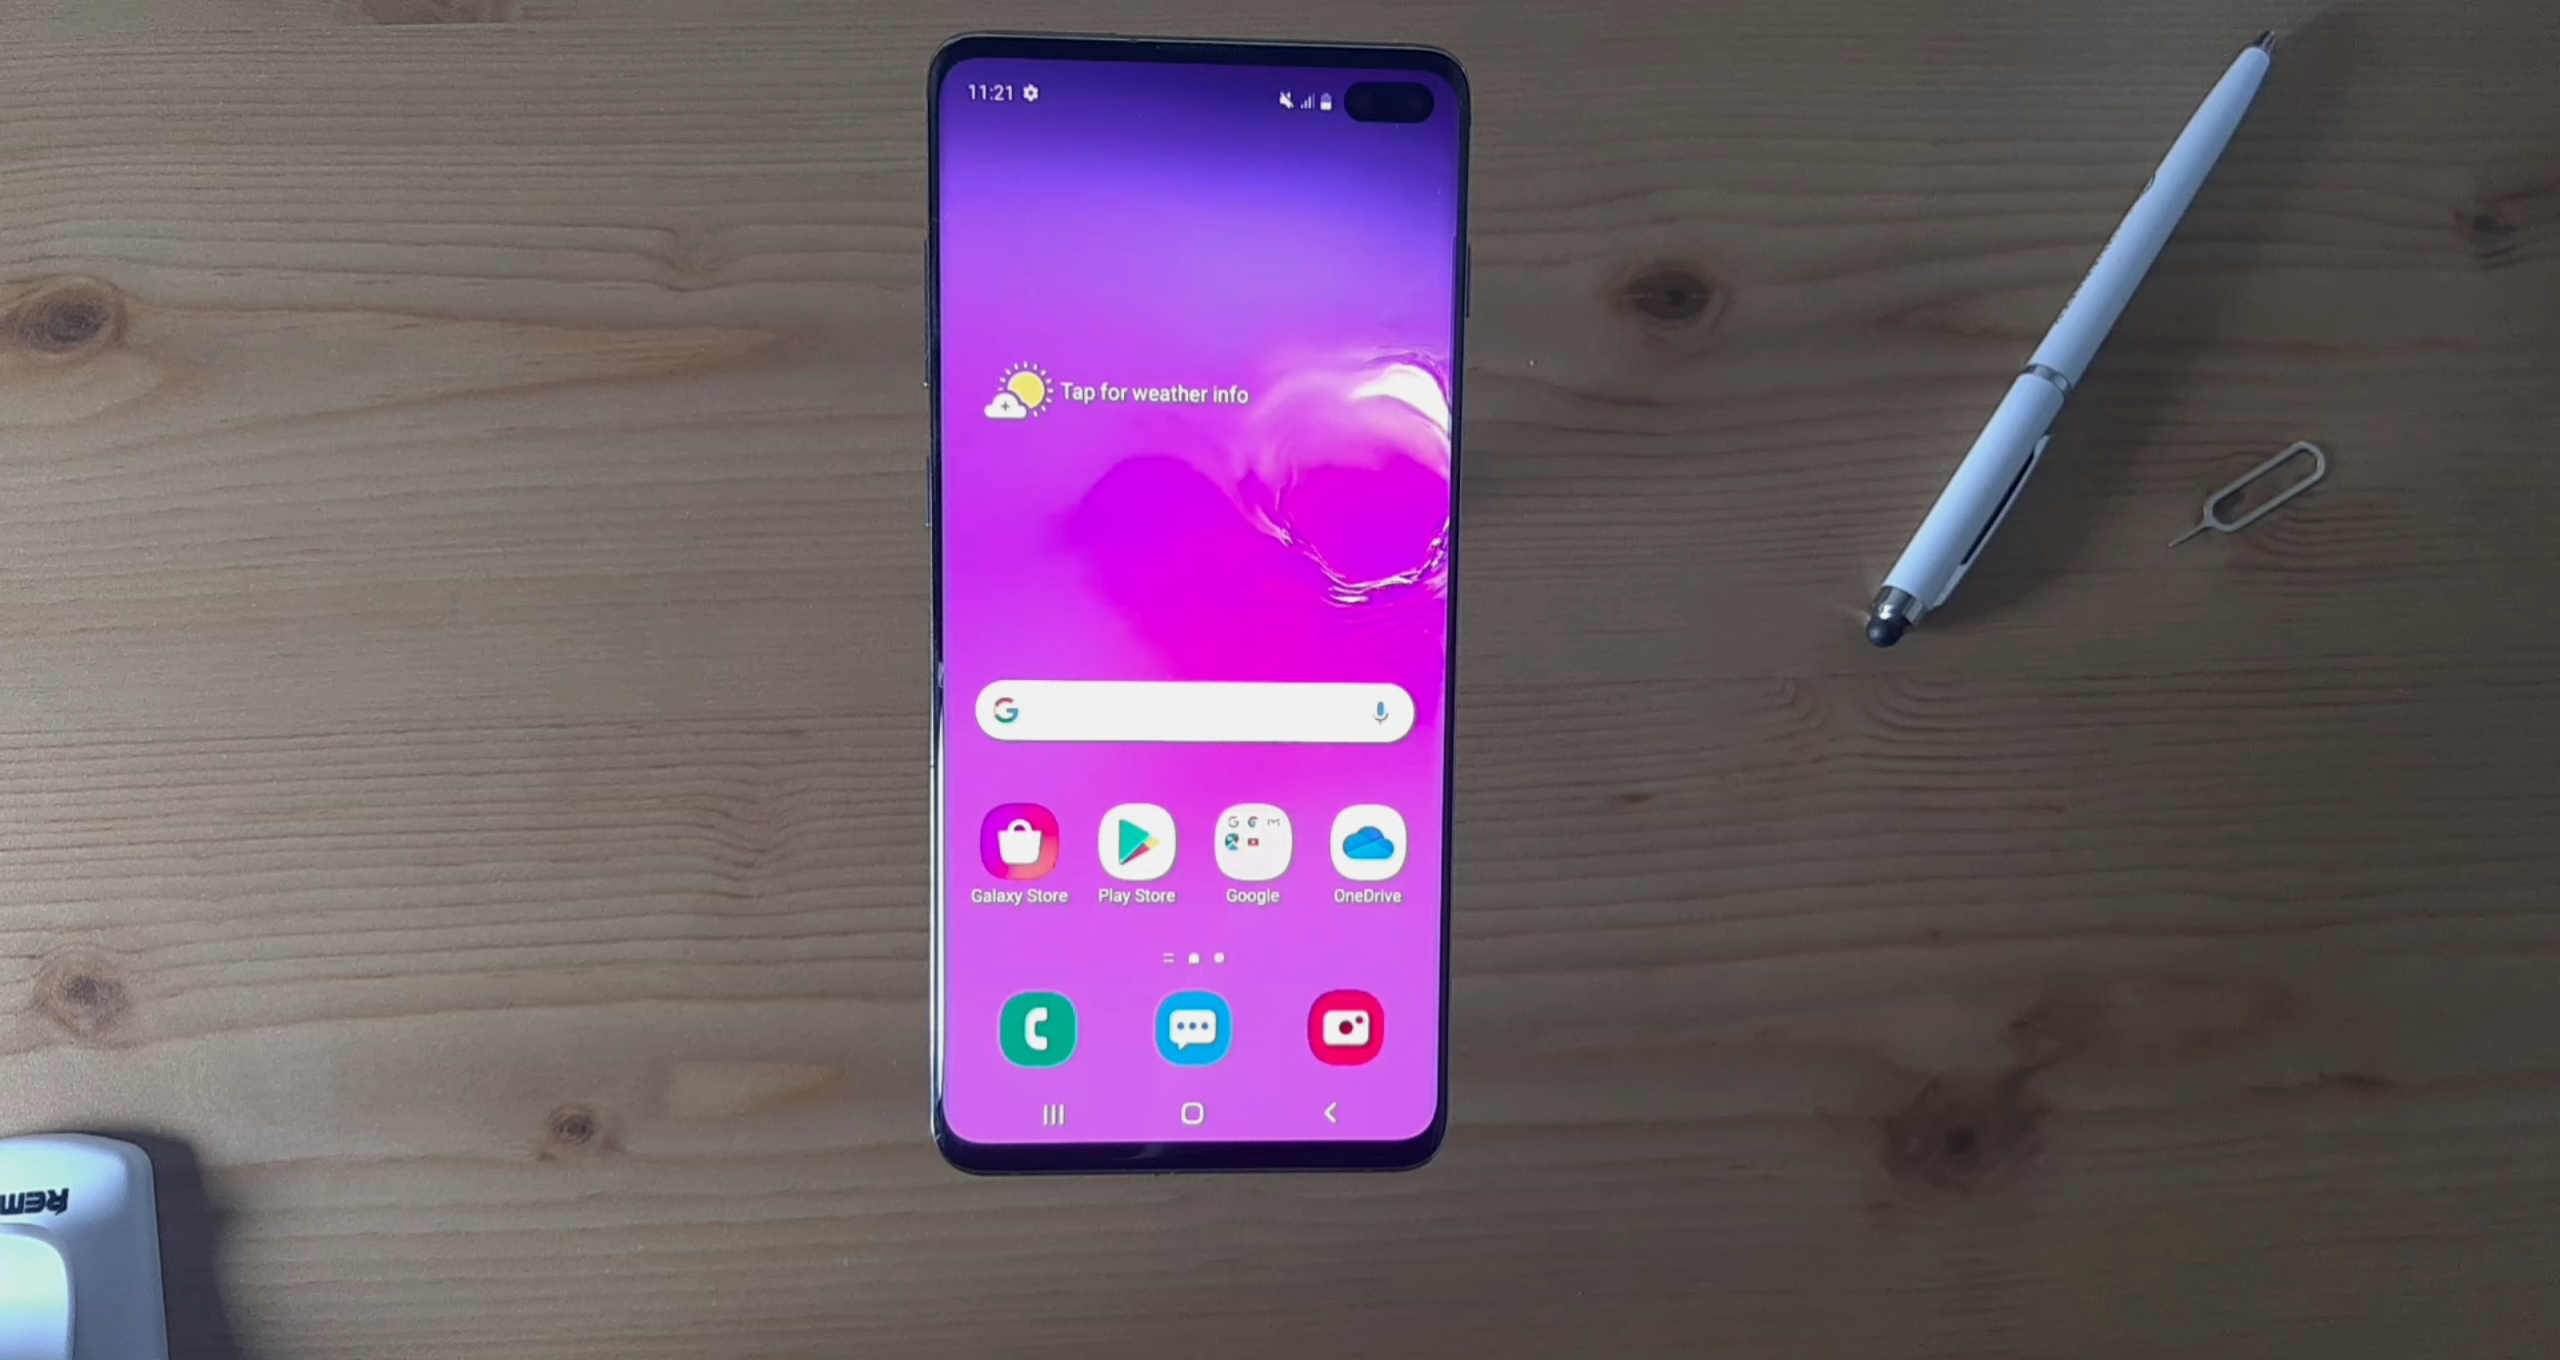 11:21
Tap for weather info
Galaxy Store
Play Store
Google
OneDrive
Rem